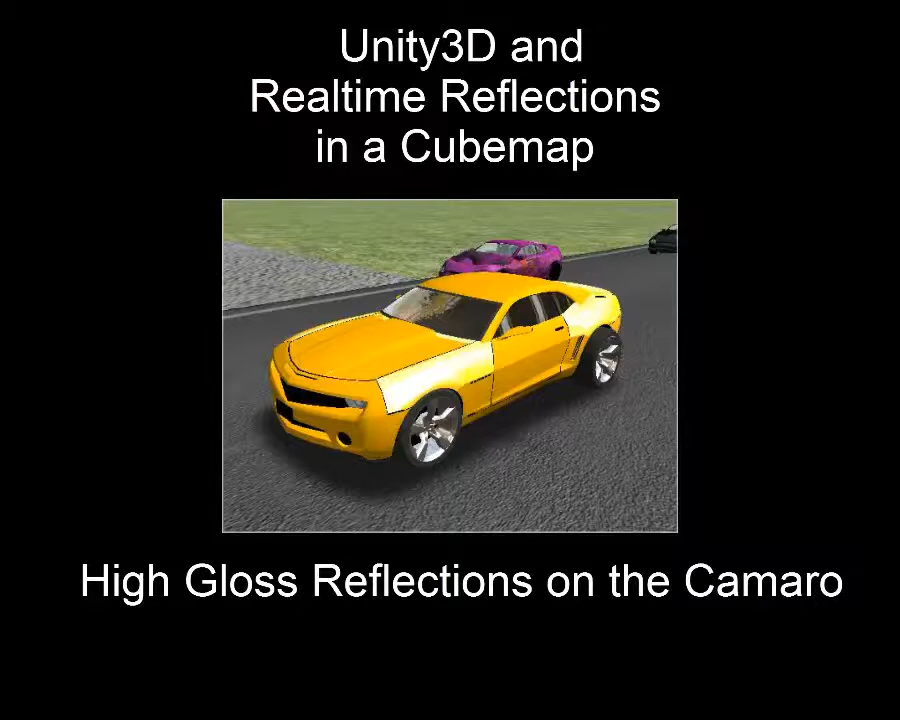 Unity3D and
Realtime Reflections
in a Cubemap
High Gloss Reflections on the Camaro